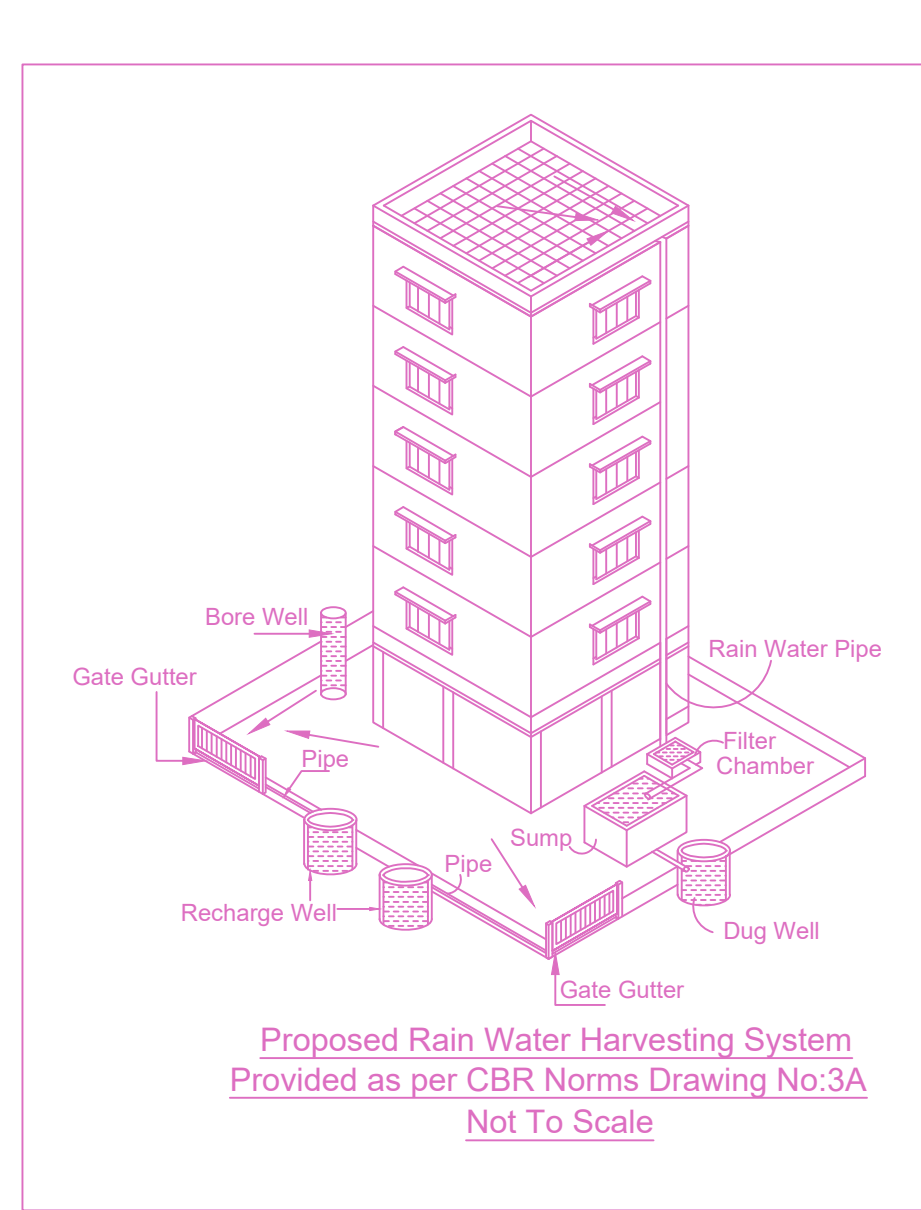 Bore Well
Rain Water Pipe
Gate Gutter
Filter
Chamber
Pipe
Sump
Pipe
Recharge Well
Dug Well
Gate Gutter
Proposed Rain Water Harvesting System
Provided as per CBR Norms Drawing No:3A
Not To Scale